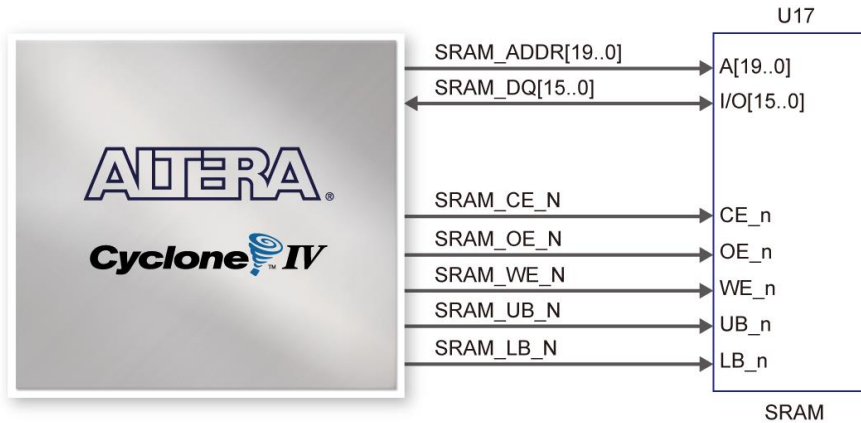 U17
SRAM_ADDR[19..0]
A[19..0]
SRAM_DQ[15..0]
I/O[15..0]
ALTERA®
Cyclone™ IV
SRAM_CE_N
CE_n
SRAM_OE_N
OE_n
SRAM_WE_N
WE_n
SRAM_UB_N
UB_n
SRAM_LB_N
LB_n
SRAM